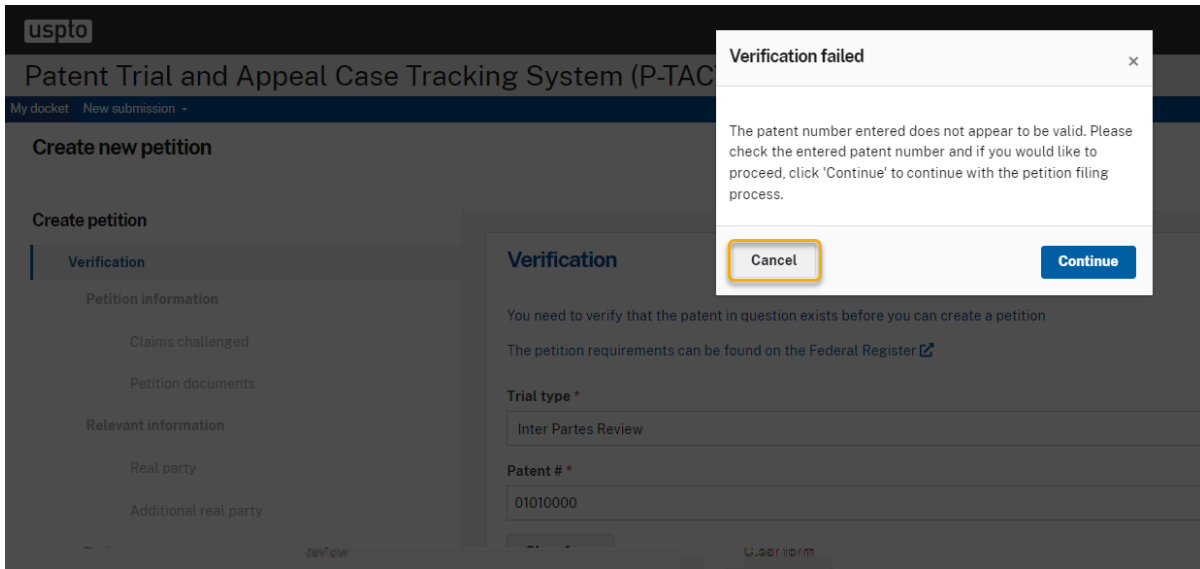 uspto
Patent Trial and Appeal Case Tracking System (P-TAC
My docket New submission
Create new petition
Create petition
Verification
Petition information
Claims challenged
Petition documents
Relevant information
Real party
Additional real party
Verification failed
×
The patent number entered does not appear to be valid. Please
check the entered patent number and if you would like to
proceed, click 'Continue' to continue with the petition filing
process.
Cancel
Continue
Verification
You need to verify that the patent in question exists before you can create a petition
The petition requirements can be found on the Federal Register
Trial type *
Inter Partes Review
Patent # *
01010000